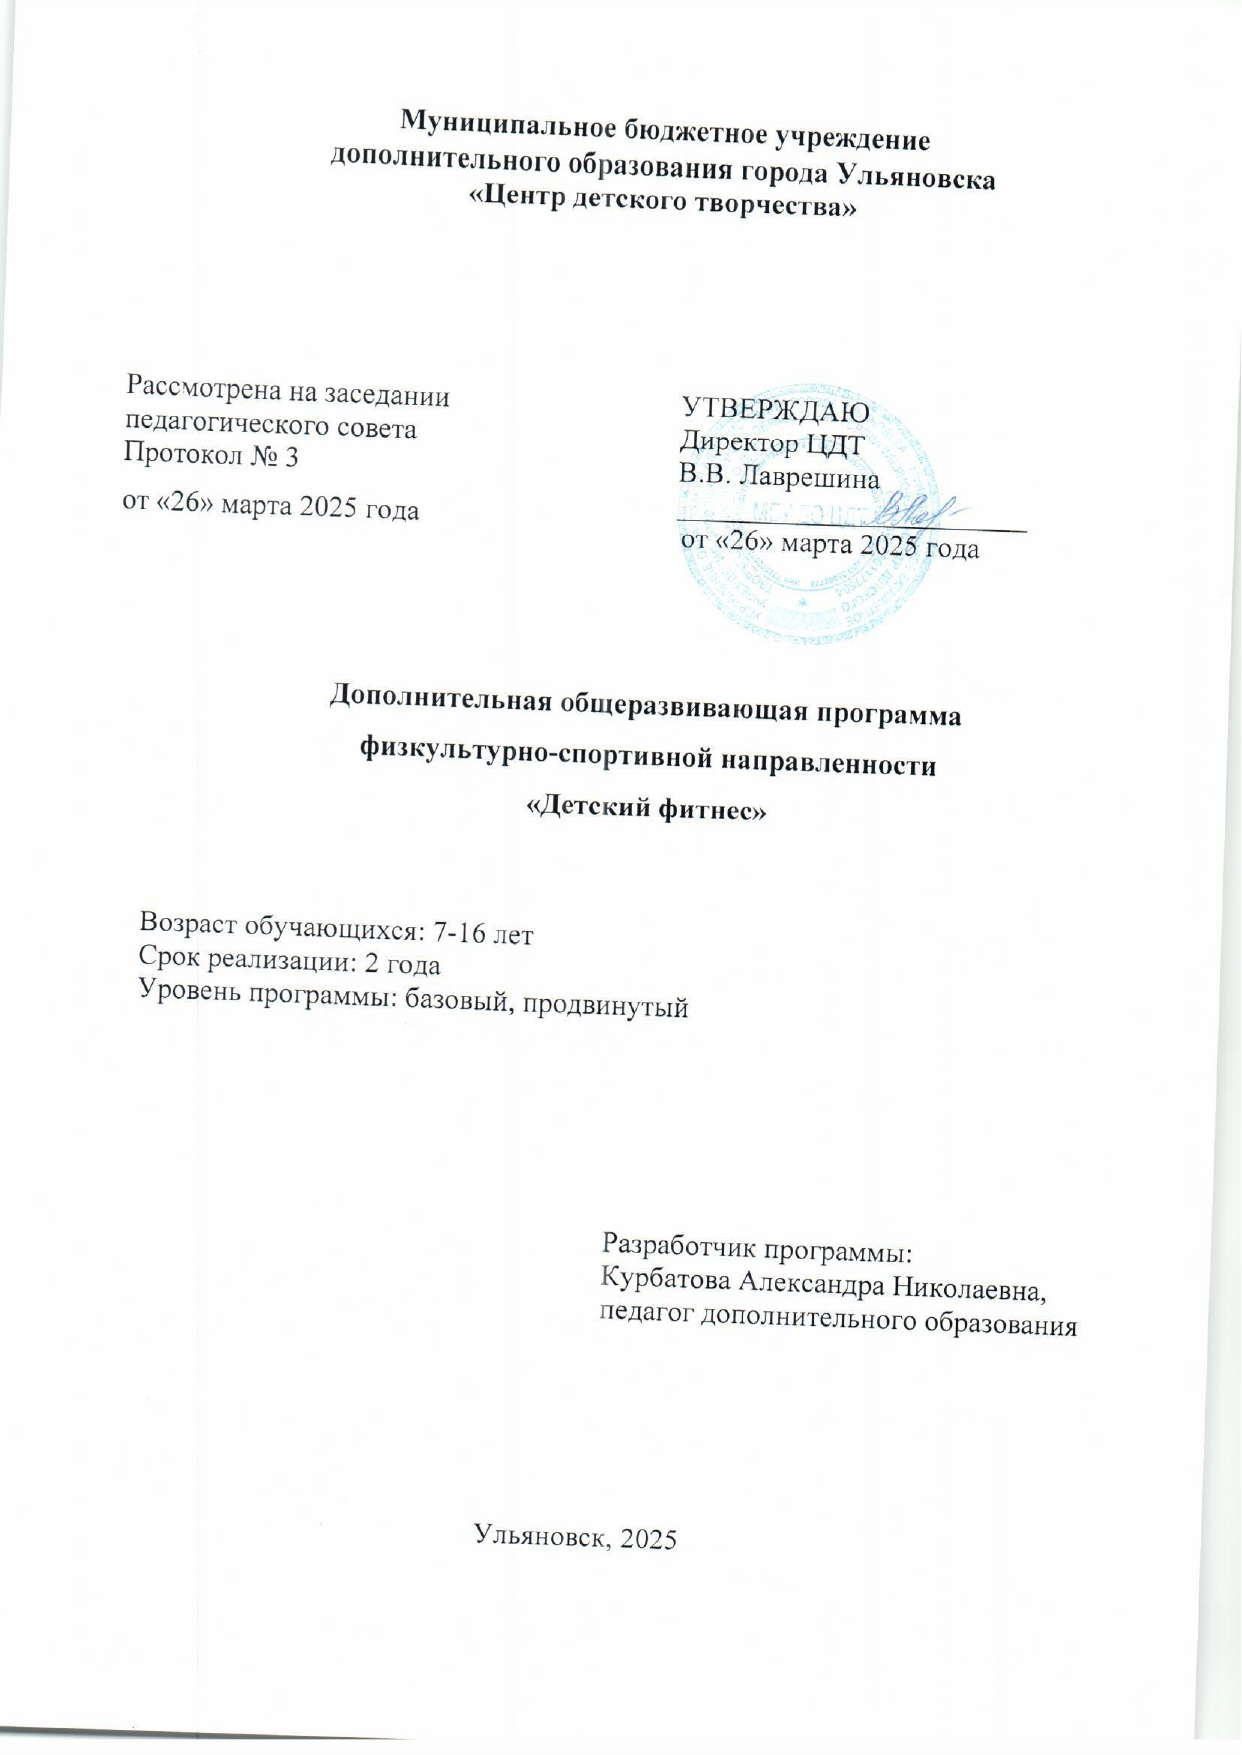 Муниципальное бюджетное учреждение
дополнительного образования города Ульяновска
«Центр детского творчества»
Рассмотрена на заседании
педагогического совета
Протокол № 3
от «26» марта 2025 года
УТВЕРЖДАЮ
Директор ЦДТ
В.В. Лаврешина
от «26» марта 2025 года
Дополнительная общеразвивающая программа
физкультурно-спортивной направленности
«Детский фитнес»
Возраст обучающихся: 7-16 лет
Срок реализации: 2 года
Уровень программы: базовый, продвинутый
Разработчик программы:
Курбатова Александра Николаевна,
педагог дополнительного образования
Ульяновск, 2025